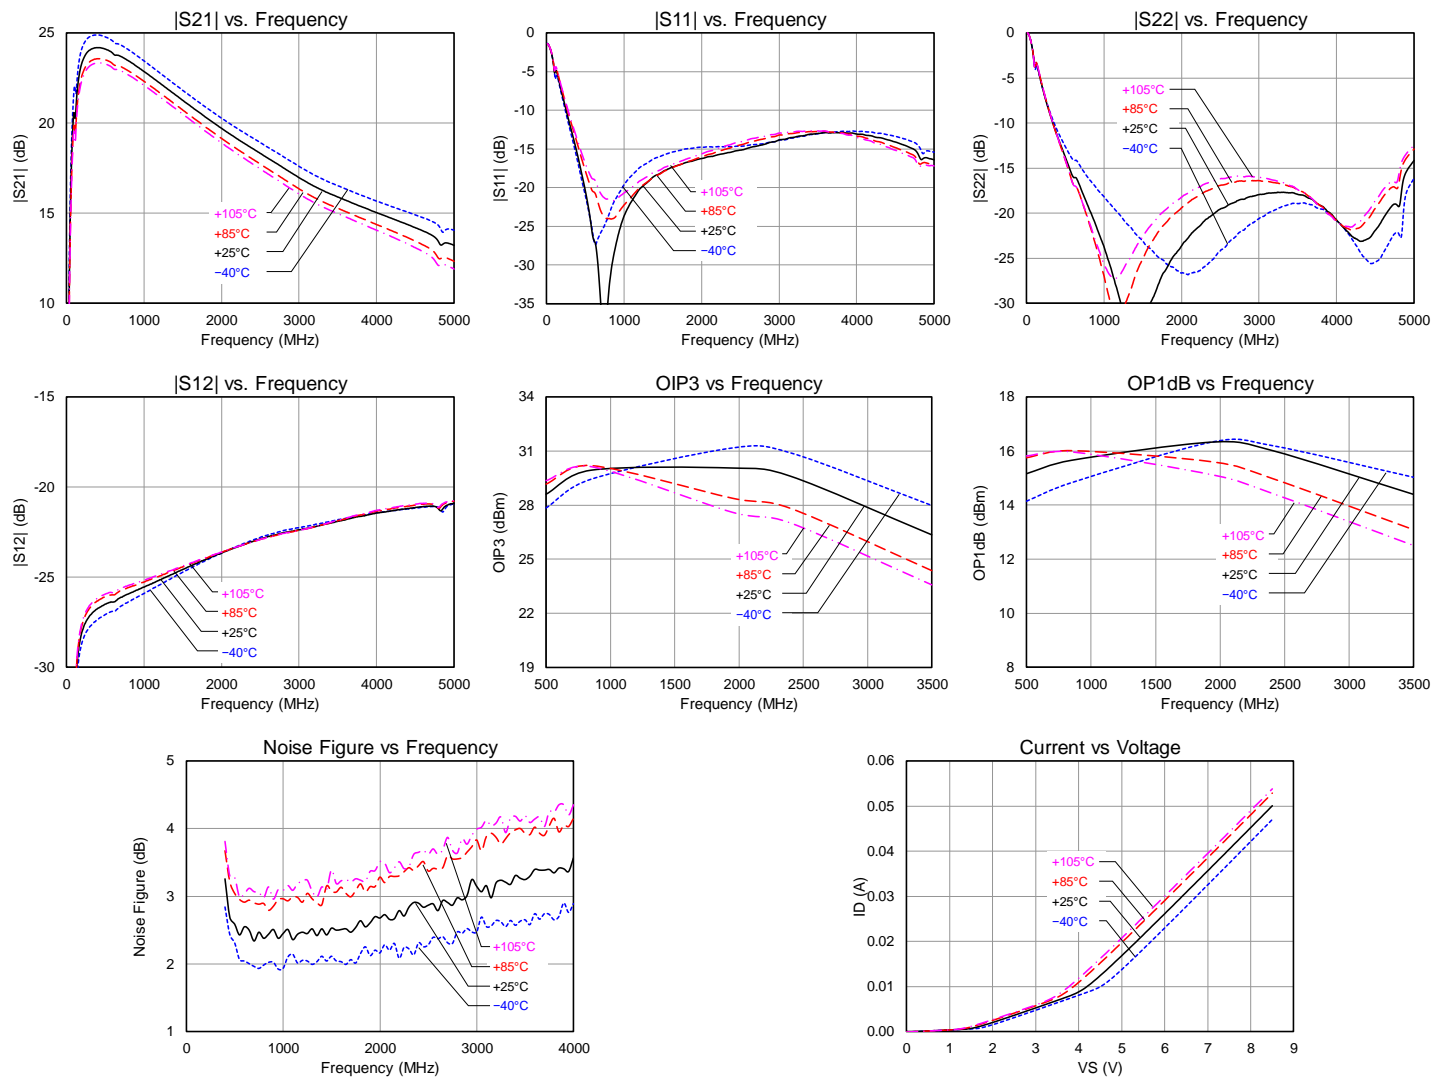 |S21| vs. Frequency
|S21| (dB)
25
20
15
10
+105°C
+85°C
+25°C
−40°C
0 1000 2000 3000 4000 5000
Frequency (MHz)
|S11| vs. Frequency
|S11| (dB)
0
-5
-10
-15
-20
-25
-30
-35
+105°C
+85°C
+25°C
−40°C
0 1000 2000 3000 4000 5000
Frequency (MHz)
|S22| vs. Frequency
|S22| (dB)
0
-5
-10
-15
-20
-25
-30
+105°C
+85°C
+25°C
−40°C
0 1000 2000 3000 4000 5000
Frequency (MHz)
|S12| vs. Frequency
|S12| (dB)
-15
-20
-25
-30
+105°C
+85°C
+25°C
−40°C
0 1000 2000 3000 4000 5000
Frequency (MHz)
OIP3 vs Frequency
OIP3 (dBm)
34
31
28
25
22
19
+105°C
+85°C
+25°C
−40°C
500 1000 1500 2000 2500 3000 3500
Frequency (MHz)
OP1dB vs Frequency
OP1dB (dBm)
18
16
14
12
10
8
+105°C
+85°C
+25°C
−40°C
500 1000 1500 2000 2500 3000 3500
Frequency (MHz)
Noise Figure vs Frequency
Noise Figure (dB)
5
4
3
2
1
+105°C
+85°C
+25°C
−40°C
0 1000 2000 3000 4000
Frequency (MHz)
Current vs Voltage
ID (A)
0.06
0.05
0.04
0.03
0.02
0.01
0.00
+105°C
+85°C
+25°C
−40°C
0 1 2 3 4 5 6 7 8 9
VS (V)